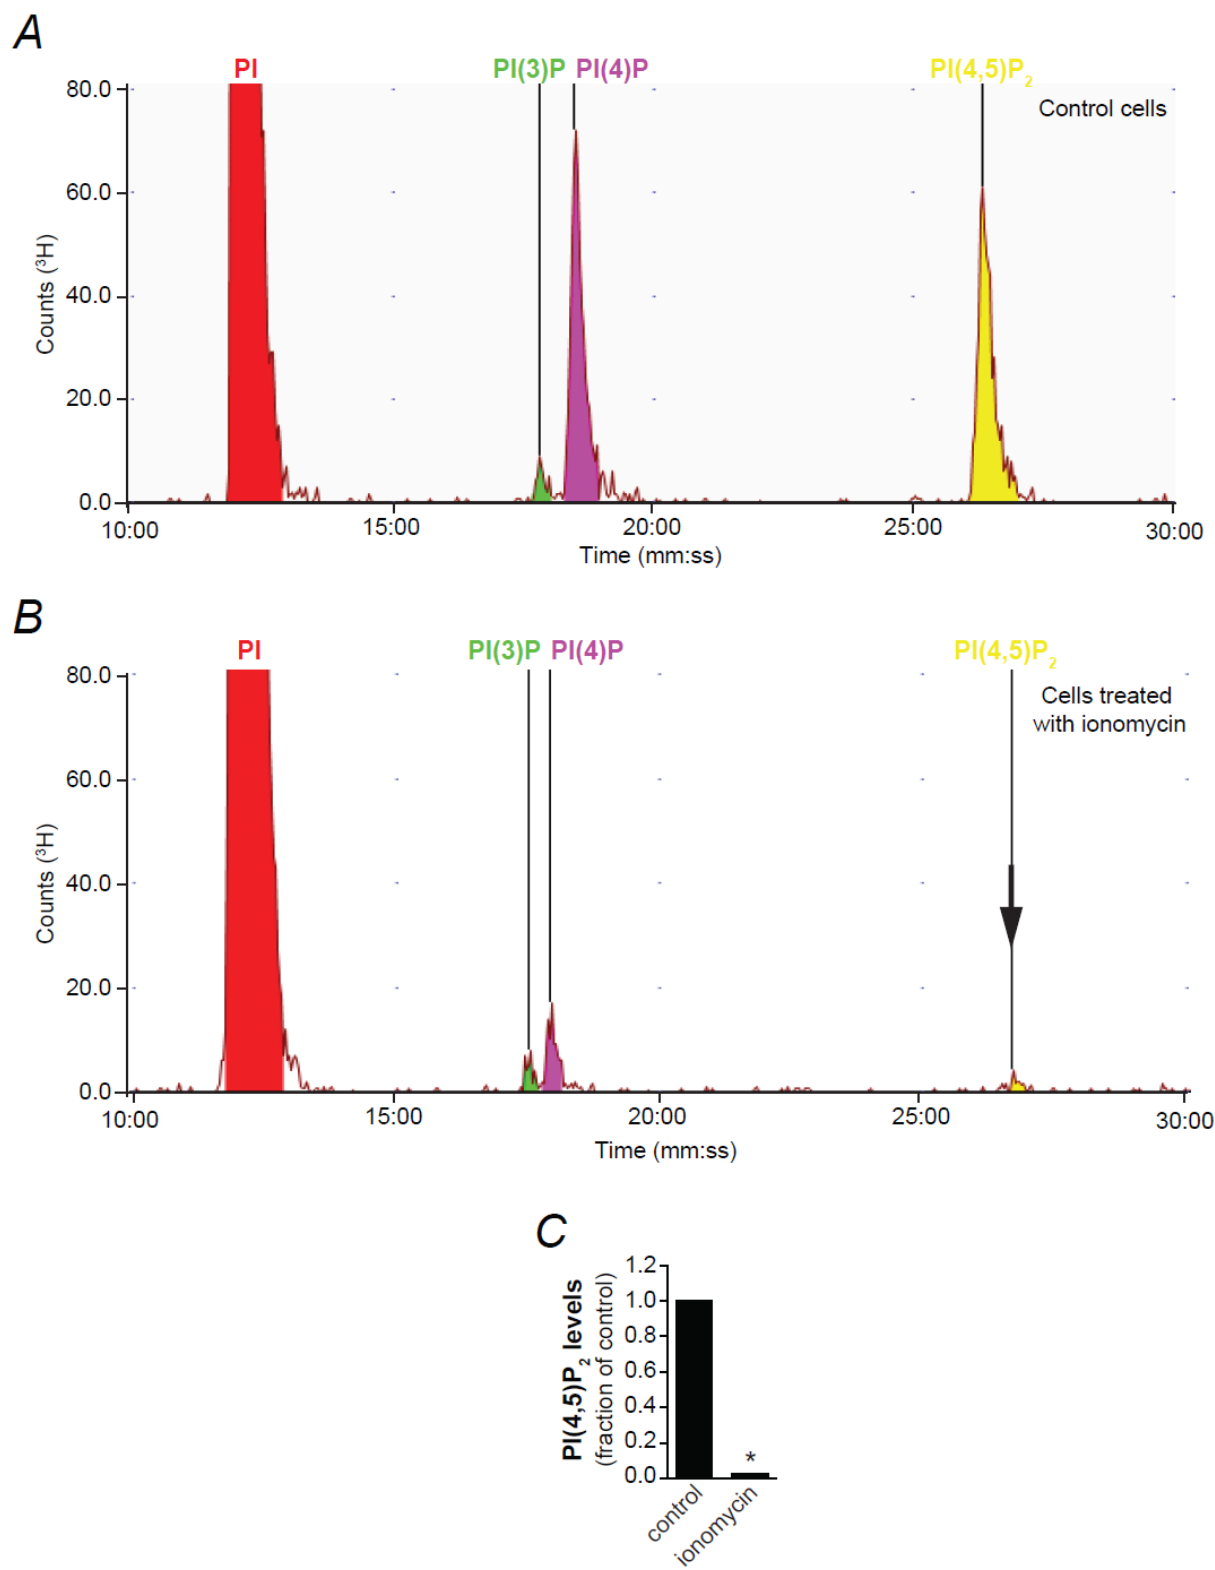 A
PI PI(3)P PI(4)P PI(4,5)P2
Control cells
80.0
60.0
40.0
20.0
0.0
Counts (3H)
10:00 15:00 20:00 25:00 30:00
Time (mm:ss)
B
PI PI(3)P PI(4)P PI(4,5)P2
Cells treated
with ionomycin
80.0
60.0
40.0
20.0
0.0
Counts (3H)
10:00 15:00 20:00 25:00 30:00
Time (mm:ss)
C
PI(4,5)P2 levels
(fraction of control)
1.2
1.0
0.8
0.6
0.4
0.2
0.0
*
control
ionomycin